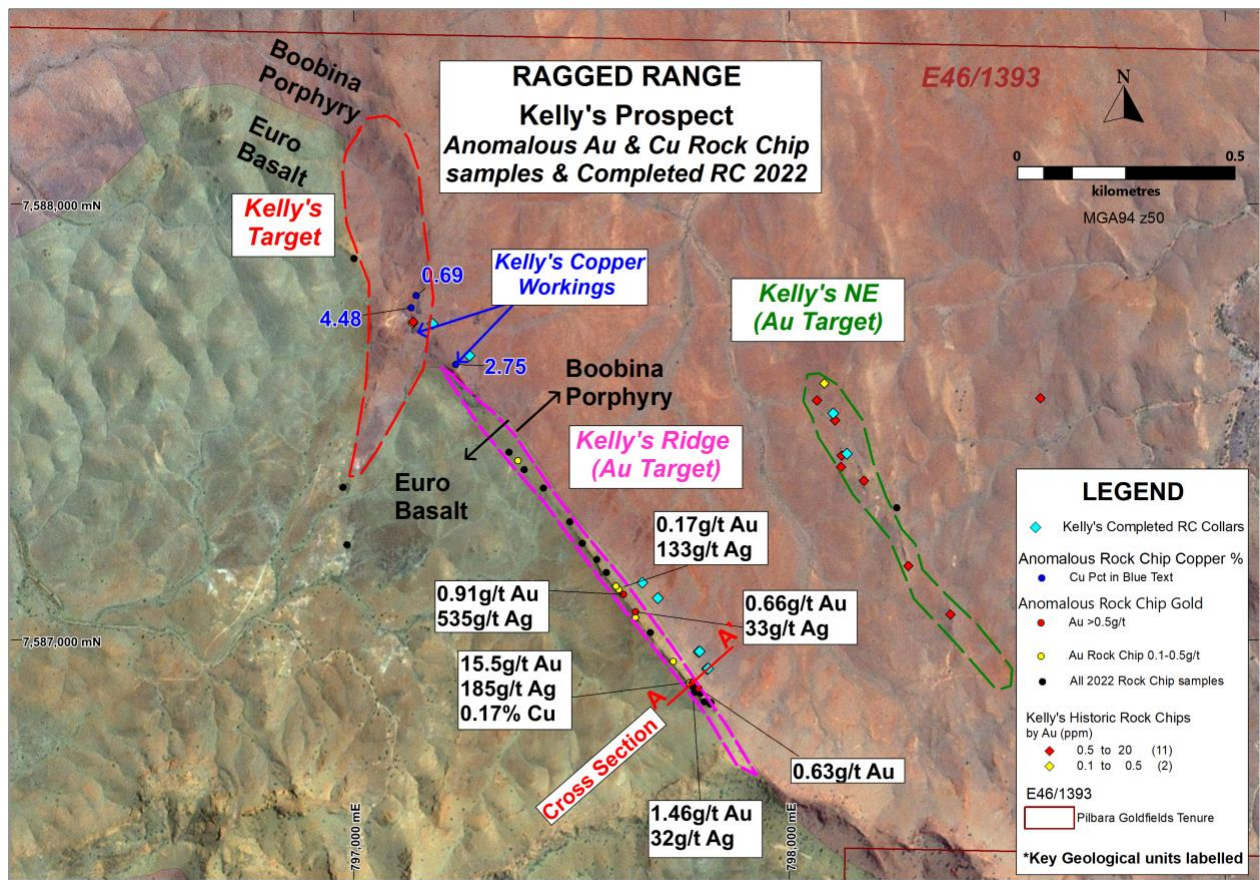 Boobina
Porphyry
Euro
Basalt
RAGGED RANGE
Kelly's Prospect
Anomalous Au & Cu Rock Chip
samples & Completed RC 2022
E46/1393
N
0 0.5
kilometres
MGA94 z50
7,588,000 mN
Kelly's
Target
Kelly's Copper
Workings
0.69
4.48
2.75
Kelly's NE
(Au Target)
Boobina
Porphyry
Kelly's Ridge
(Au Target)
Euro
Basalt
0.17g/t Au
133g/t Ag
0.91g/t Au
535g/t Ag
0.66g/t Au
33g/t Ag
7,587,000 mN
15.5g/t Au
185g/t Ag
0.17% Cu
A
A'
Cross Section
0.63g/t Au
1.46g/t Au
32g/t Ag
797,000 mE
798,000 mE
LEGEND
Kelly's Completed RC Collars
Anomalous Rock Chip Copper %
Cu Pct in Blue Text
Anomalous Rock Chip Gold
Au >0.5g/t
Au Rock Chip 0.1-0.5g/t
All 2022 Rock Chip samples
Kelly's Historic Rock Chips
by Au (ppm)
0.5 to 20 (11)
0.1 to 0.5 (2)
E46/1393
Pilbara Goldfields Tenure
*Key Geological units labelled